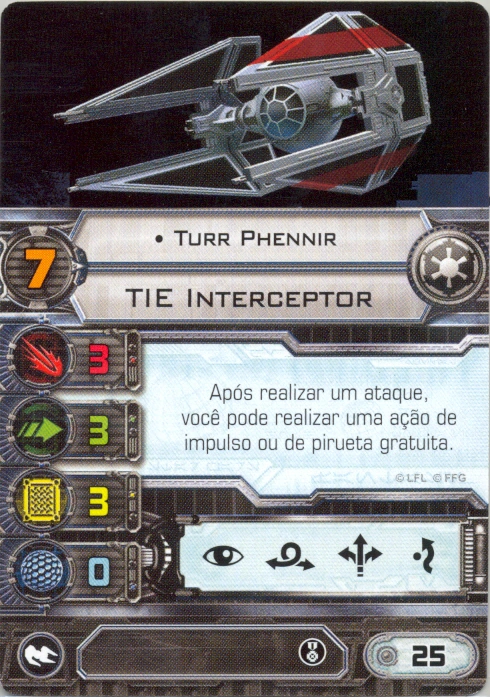 • Turr Phennir
7
TIE Interceptor
3
3
3
0
Após realizar um ataque,
você pode realizar uma ação de
impulso ou de pirueta gratuita.
©LFL ©FFG
25